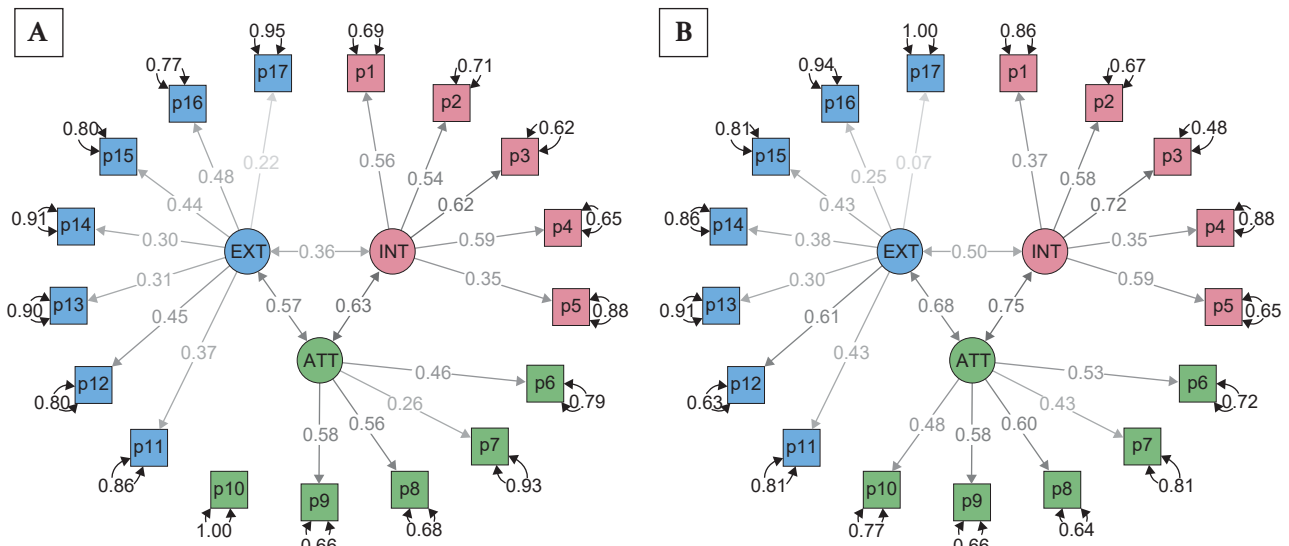 A
0.95
0.69
0.77
p17
p1
0.71
p16
p2
0.80
0.62
p15
p3
0.22
0.56
0.48
0.54
0.44
0.62
0.91
p14
p4
0.65
0.30
0.59
EXT
0.36
INT
0.31
0.35
0.90
p13
p5
0.88
0.57
0.63
0.45
0.37
ATT
0.46
p12
p6
0.80
0.79
0.26
0.58
0.56
p11
p7
0.86
0.93
p10
p9
p8
1.00
0.68
0.66
B
1.00
0.86
0.94
p17
p1
0.67
p16
p2
0.81
0.48
p15
p3
0.07
0.37
0.25
0.58
0.43
0.72
0.86
p14
p4
0.88
0.38
0.35
EXT
0.50
INT
0.30
0.59
0.91
p13
p5
0.65
0.68
0.75
0.61
0.43
ATT
0.53
p12
p6
0.63
0.72
0.43
0.48
0.58
0.60
p11
p7
0.81
0.81
p10
p9
p8
0.77
0.64
0.66